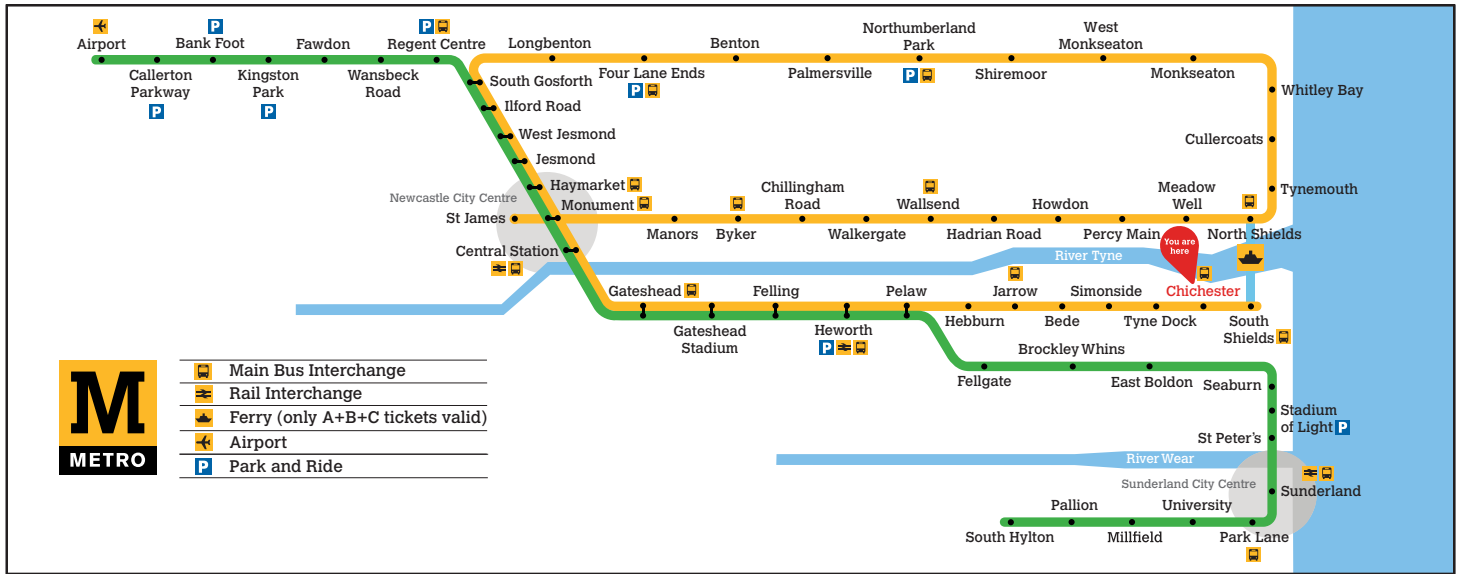 Airport
Callerton
Parkway
P
P
Bank Foot
Kingston
Park
P
Fawdon
Wansbeck
Road
P
Regent Centre
Longbenton
Four Lane Ends
P
Benton
Palmersville
Northumberland
Park
P
Shiremoor
West
Monkseaton
Monkseaton
Whitley Bay
Cullercoats
Tynemouth
South Gosforth
Ilford Road
West Jesmond
Jesmond
Haymarket
Newcastle City Centre
Monument
St James
Central Station
Manors
Byker
Chillingham
Road
Walkergate
Wallsend
Hadrian Road
Howdon
Percy Main
Meadow
Well
North Shields
You are
here
River Tyne
Gateshead
Gateshead
Stadium
Felling
Heworth
P
Pelaw
Hebburn
Jarrow
Bede
Simonside
Tyne Dock
Chichester
South
Shields
Fellgate
Brockley Whins
East Boldon
Seaburn
Stadium
of Light P
St Peter's
River Wear
Sunderland City Centre
Sunderland
Park Lane
University
Millfield
Pallion
South Hylton
M
METRO
Main Bus Interchange
Rail Interchange
Ferry (only A+B+C tickets valid)
Airport
P Park and Ride